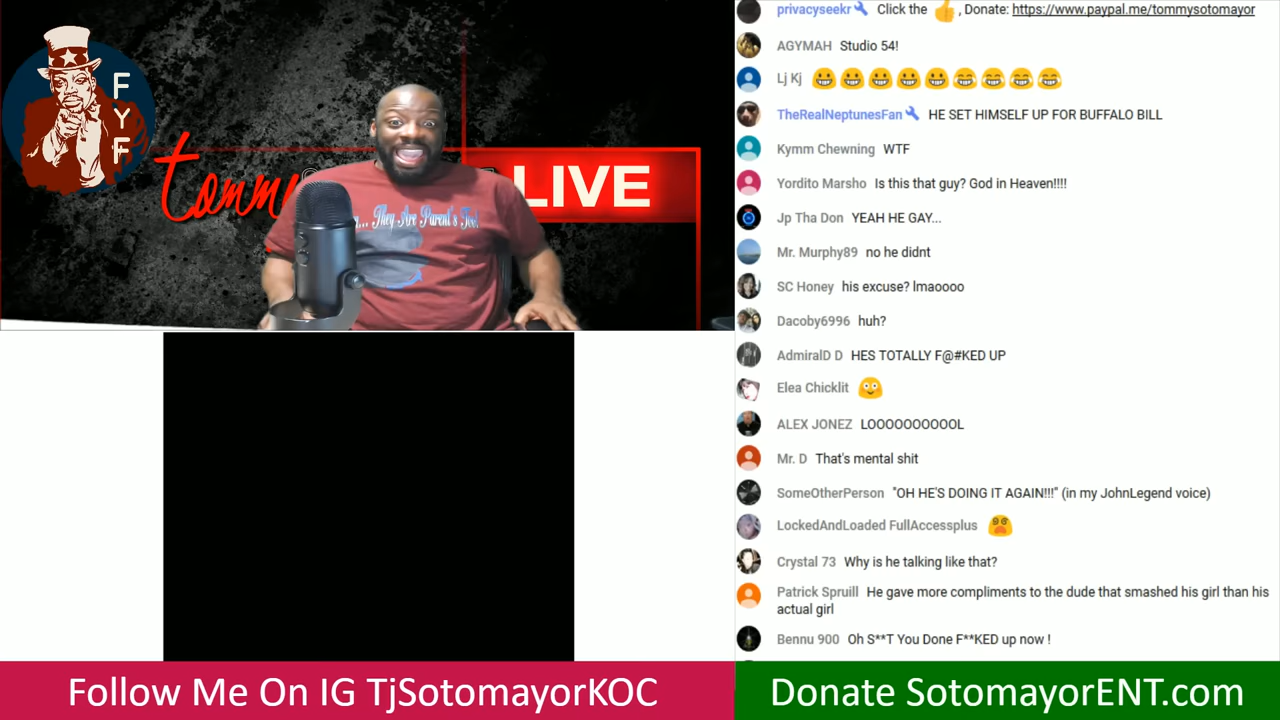 F
Y
F
tommy
LIVE
... They Are Parent's Too!
Follow Me On IG TjSotomayorKOC
privacyseekr Click the 👍 , Donate: https://www.paypal.me/tommysotomayor
AGYMAH Studio 54!
Lj Kj 😀😀😀😀😀😂😂😂😂
TheRealNeptunesFan HE SET HIMSELF UP FOR BUFFALO BILL
Kymm Chewning WTF
Yordito Marsho Is this that guy? God in Heaven!!!!
Jp Tha Don YEAH HE GAY...
Mr. Murphy89 no he didnt
SC Honey his excuse? lmaoooo
Dacoby6996 huh?
AdmiralD D HES TOTALLY F@#KED UP
Elea Chicklit
ALEX JONEZ LOOOOOOOOOOL
Mr. D That's mental shit
SomeOtherPerson "OH HE'S DOING IT AGAIN!!!" (in my JohnLegend voice)
LockedAndLoaded FullAccessplus
Crystal 73 Why is he talking like that?
Patrick Spruill He gave more compliments to the dude that smashed his girl than his
actual girl
Bennu 900 Oh S**T You Done F**KED up now !
Donate SotomayorENT.com